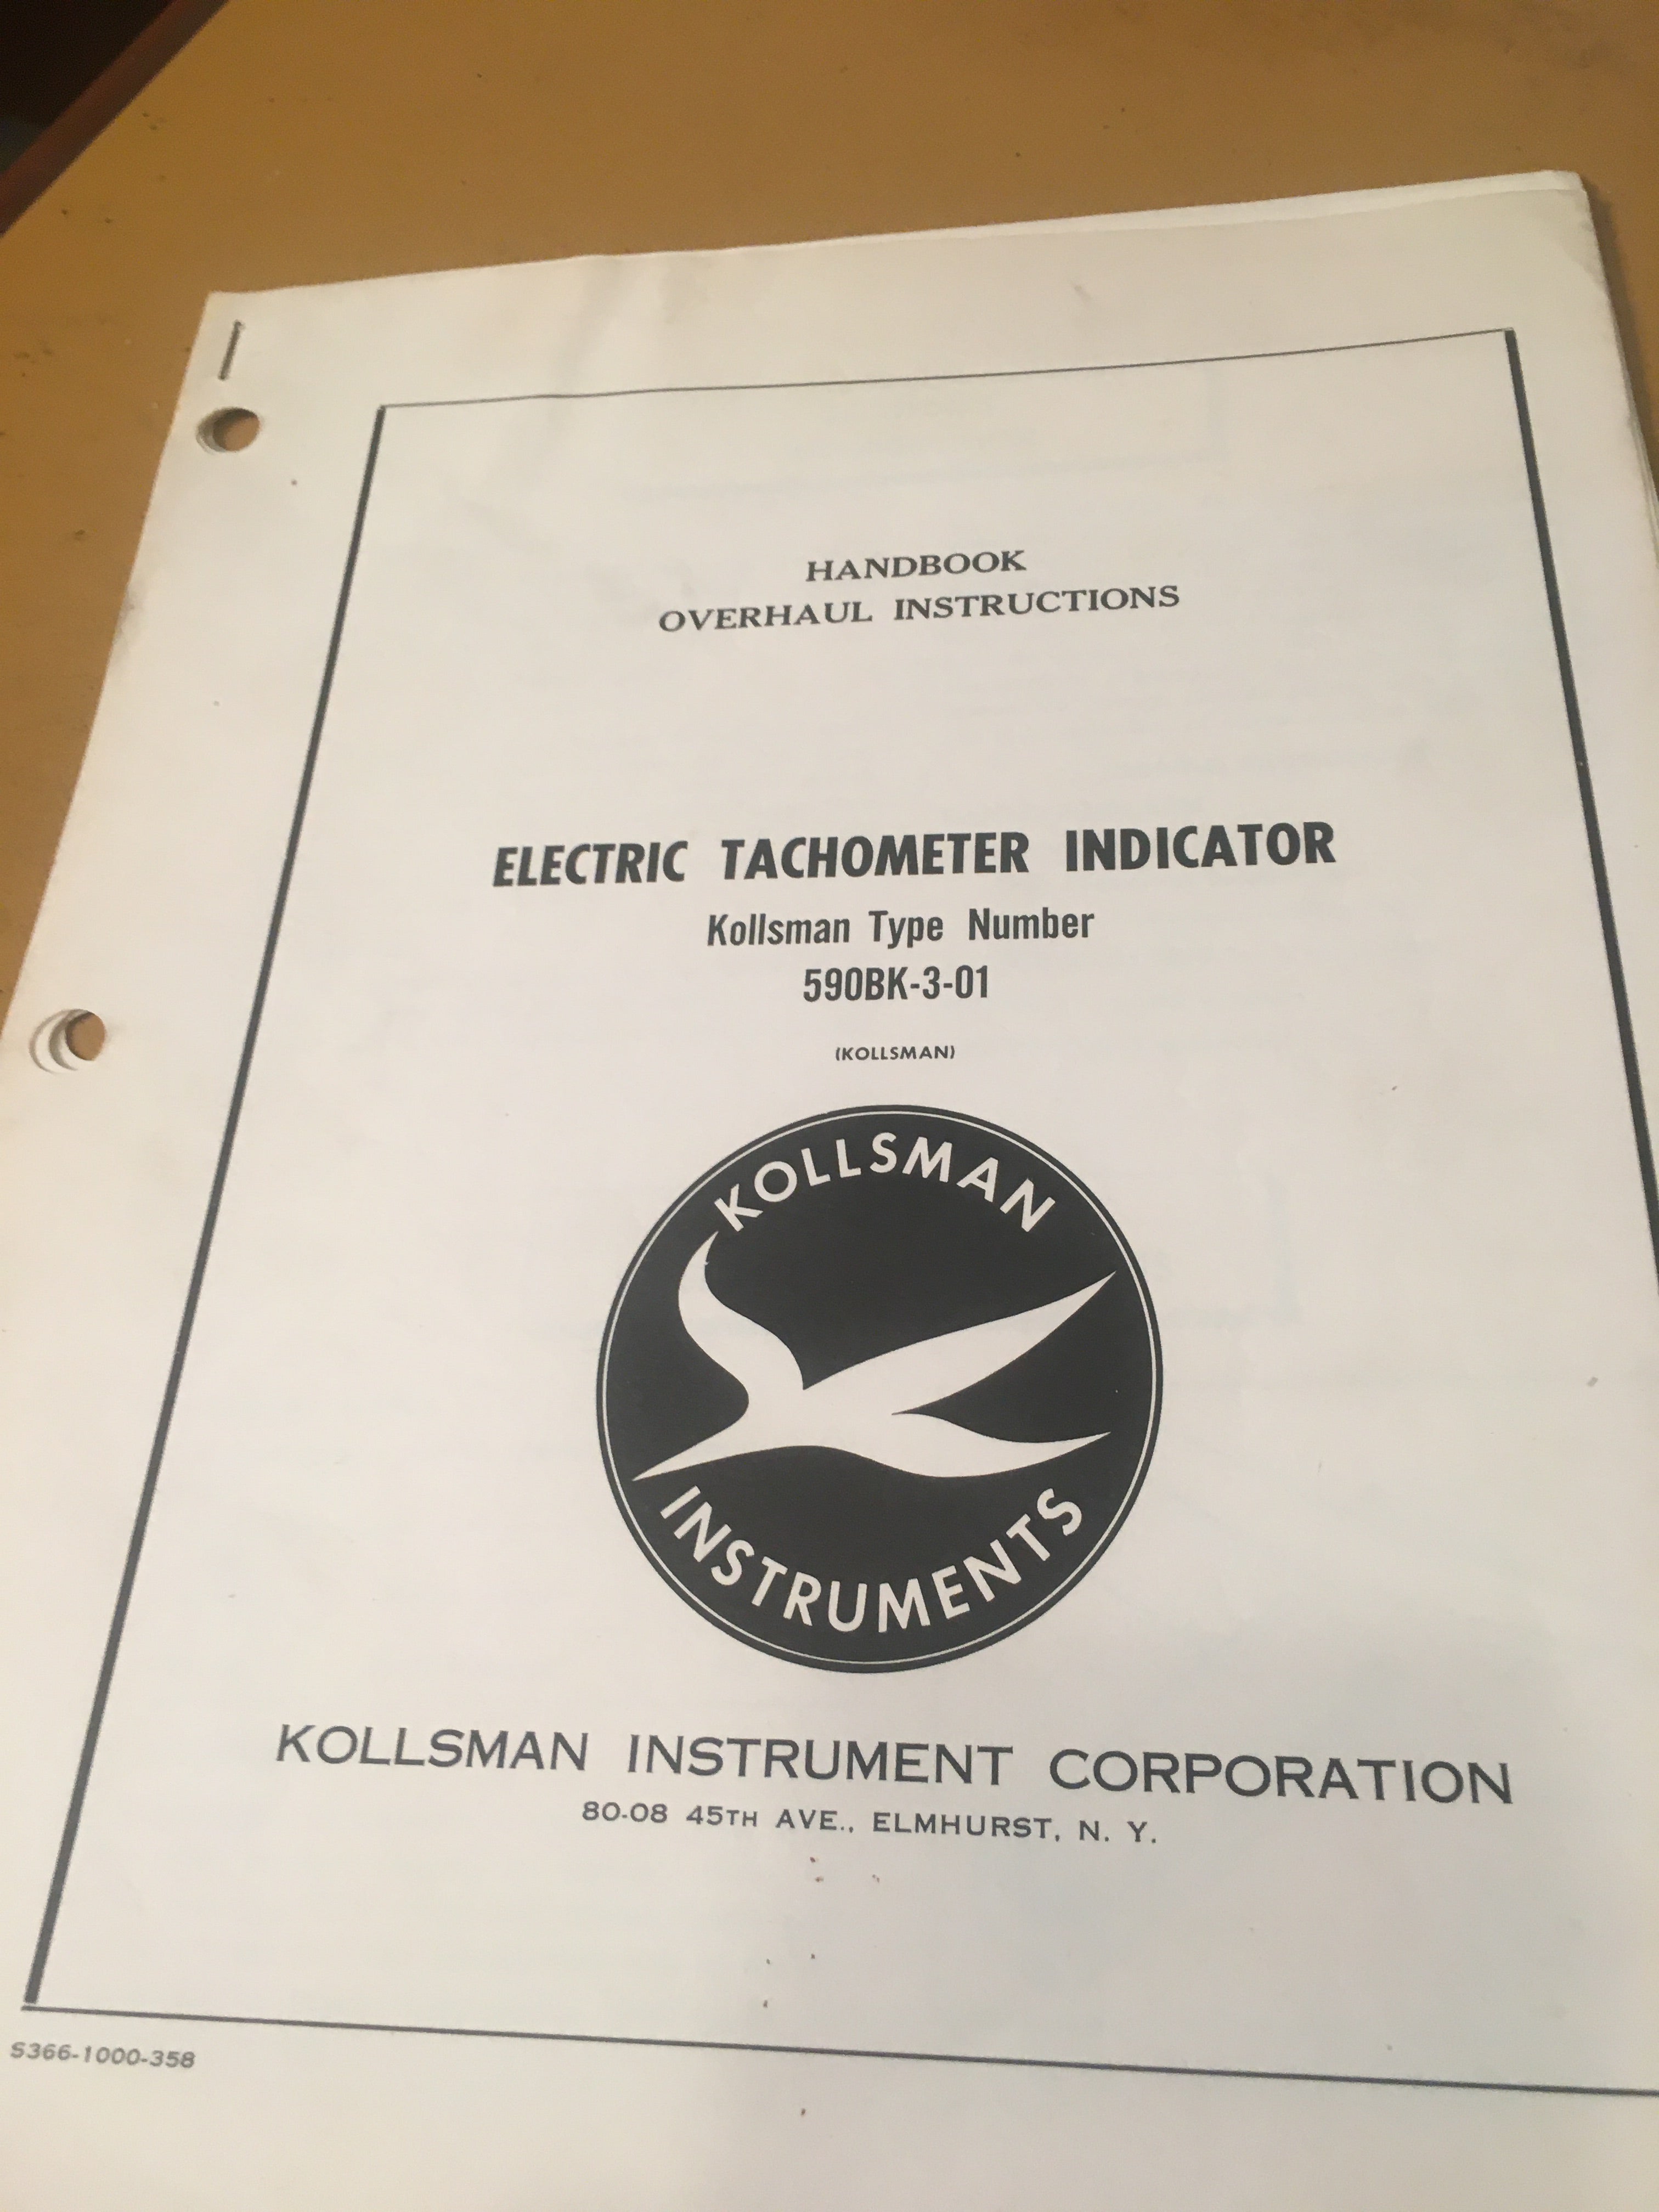 HANDBOOK
OVERHAUL INSTRUCTIONS
ELECTRIC TACHOMETER INDICATOR
Kollsman Type Number
590BK-3-01
(KOLLSMAN)
KOLLSMAN
INSTRUMENTS
KOLLSMAN INSTRUMENT CORPORATION
80-08 45TH AVE., ELMHURST, N. Y.
S366-1000-358